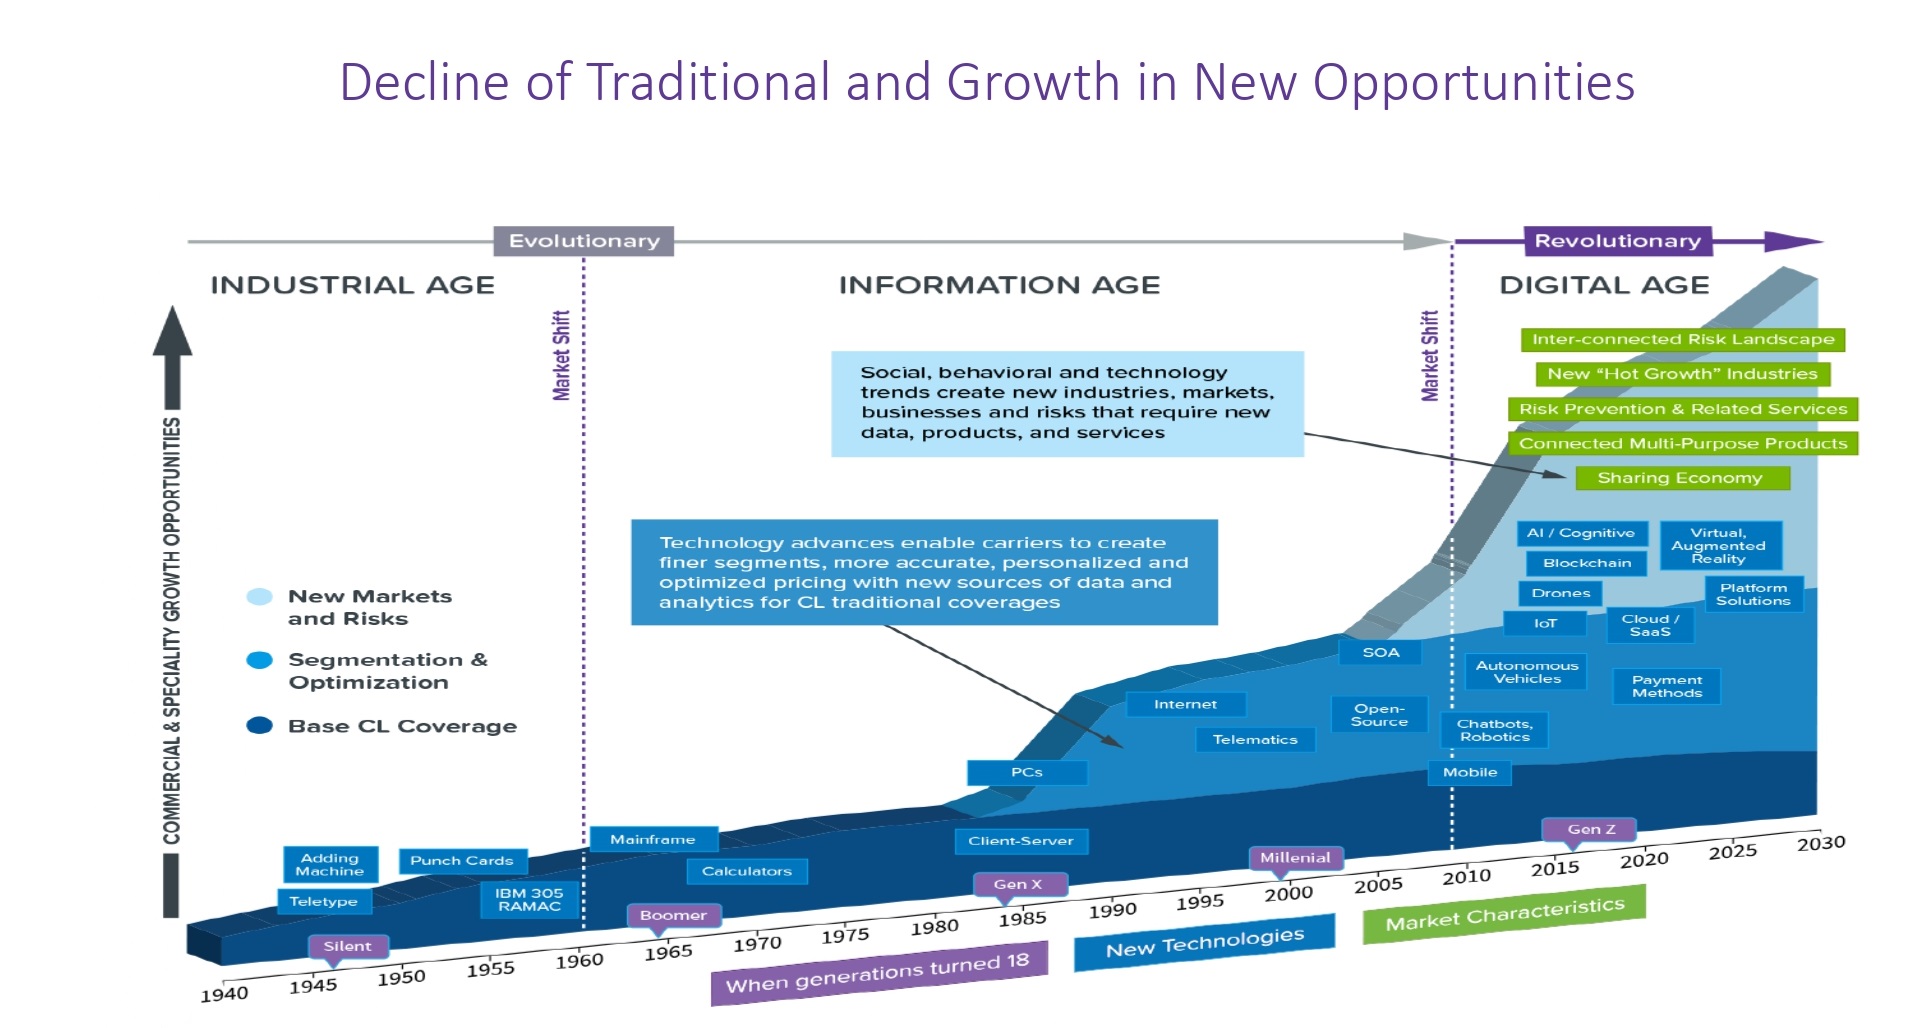 Decline of Traditional and Growth in New Opportunities
Evolutionary
Revolutionary
INDUSTRIAL AGE
INFORMATION AGE
DIGITAL AGE
Market Shift
Market Shift
COMMERCIAL & SPECIALITY GROWTH OPPORTUNITIES
Social, behavioral and technology
trends create new industries, markets,
businesses and risks that require new
data, products, and services
Inter-connected Risk Landscape
New “Hot Growth” Industries
Risk Prevention & Related Services
Connected Multi-Purpose Products
Sharing Economy
Technology advances enable carriers to create
finer segments, more accurate, personalized and
optimized pricing with new sources of data and
analytics for CL traditional coverages
New Markets
and Risks
Segmentation &
Optimization
Base CL Coverage
AI / Cognitive
Virtual,
Augmented
Reality
Blockchain
Drones
Platform
Solutions
IoT
Cloud /
SaaS
SOA
Autonomous
Vehicles
Payment
Methods
Internet
Open-
Source
Telematics
Chatbots,
Robotics
PCs
Mobile
Mainframe
Client-Server
Adding
Machine
Punch Cards
Calculators
Teletype
IBM 305
RAMAC
Silent
Boomer
Gen X
Millenial
Gen Z
1940
1945
1950
1955
1960
1965
1970
1975
1980
1985
1990
1995
2000
2005
2010
2015
2020
2025
2030
When generations turned 18
New Technologies
Market Characteristics